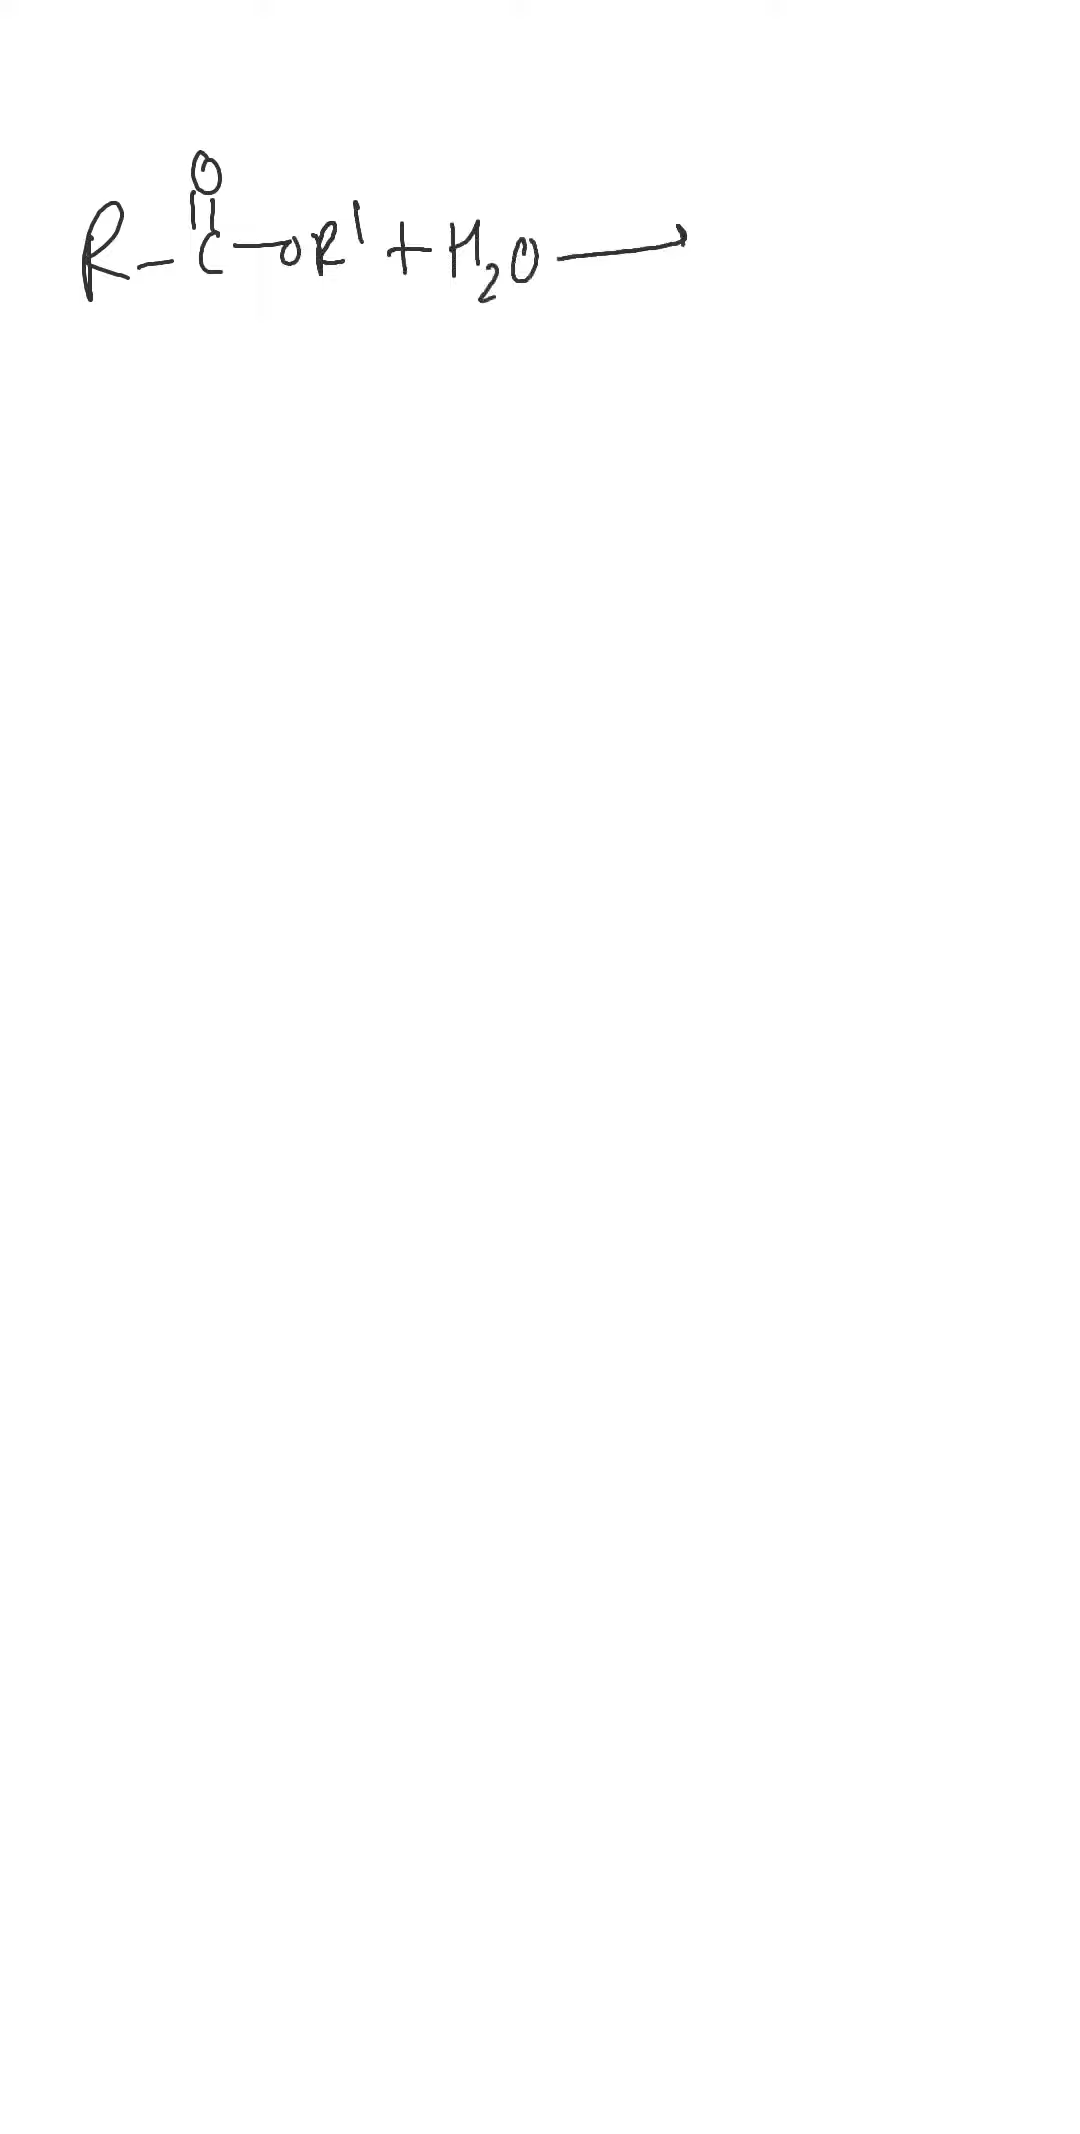 O
||
R-C-OR' + H₂O ⟶